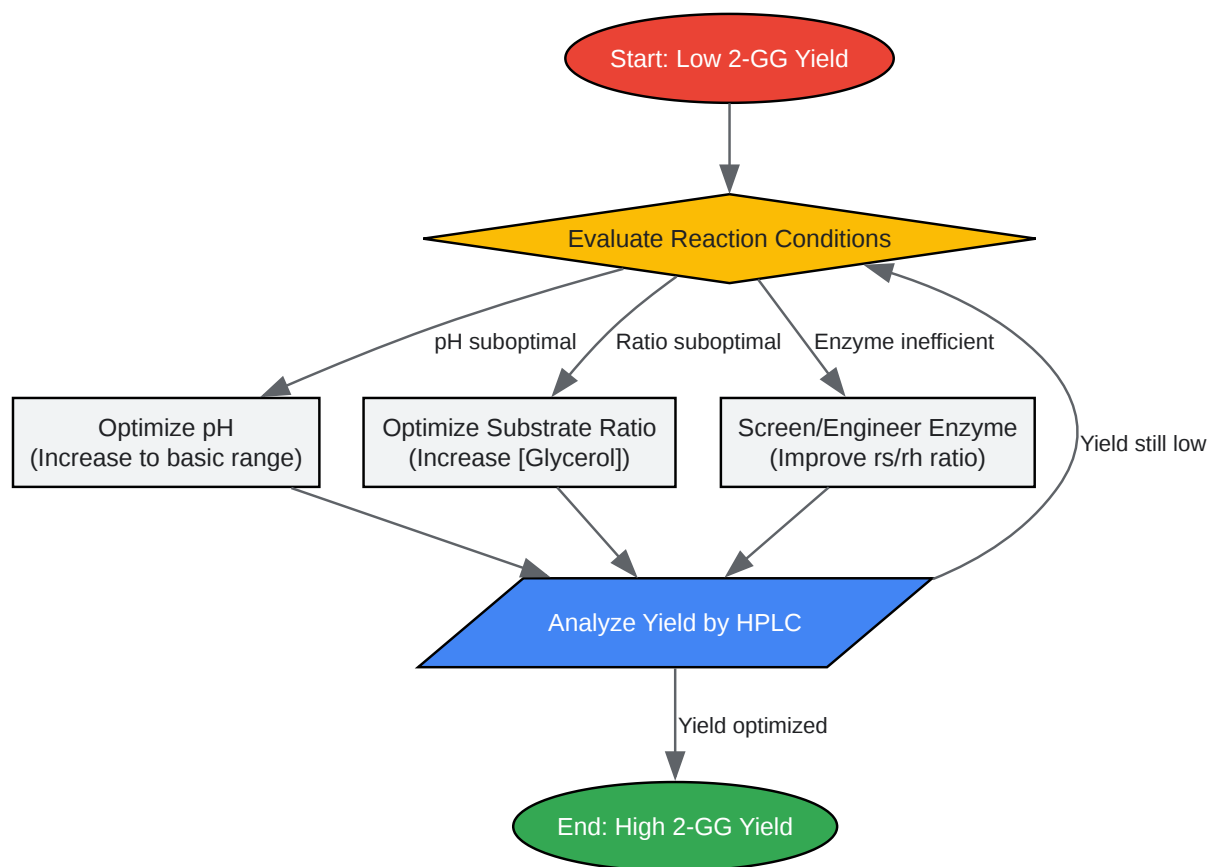 Start: Low 2-GG Yield
Evaluate Reaction Conditions
pH suboptimal
Ratio suboptimal
Enzyme inefficient
Optimize pH
(Increase to basic range)
Optimize Substrate Ratio
(Increase [Glycerol])
Screen/Engineer Enzyme
(Improve rs/rh ratio)
Yield still low
Analyze Yield by HPLC
Yield optimized
End: High 2-GG Yield